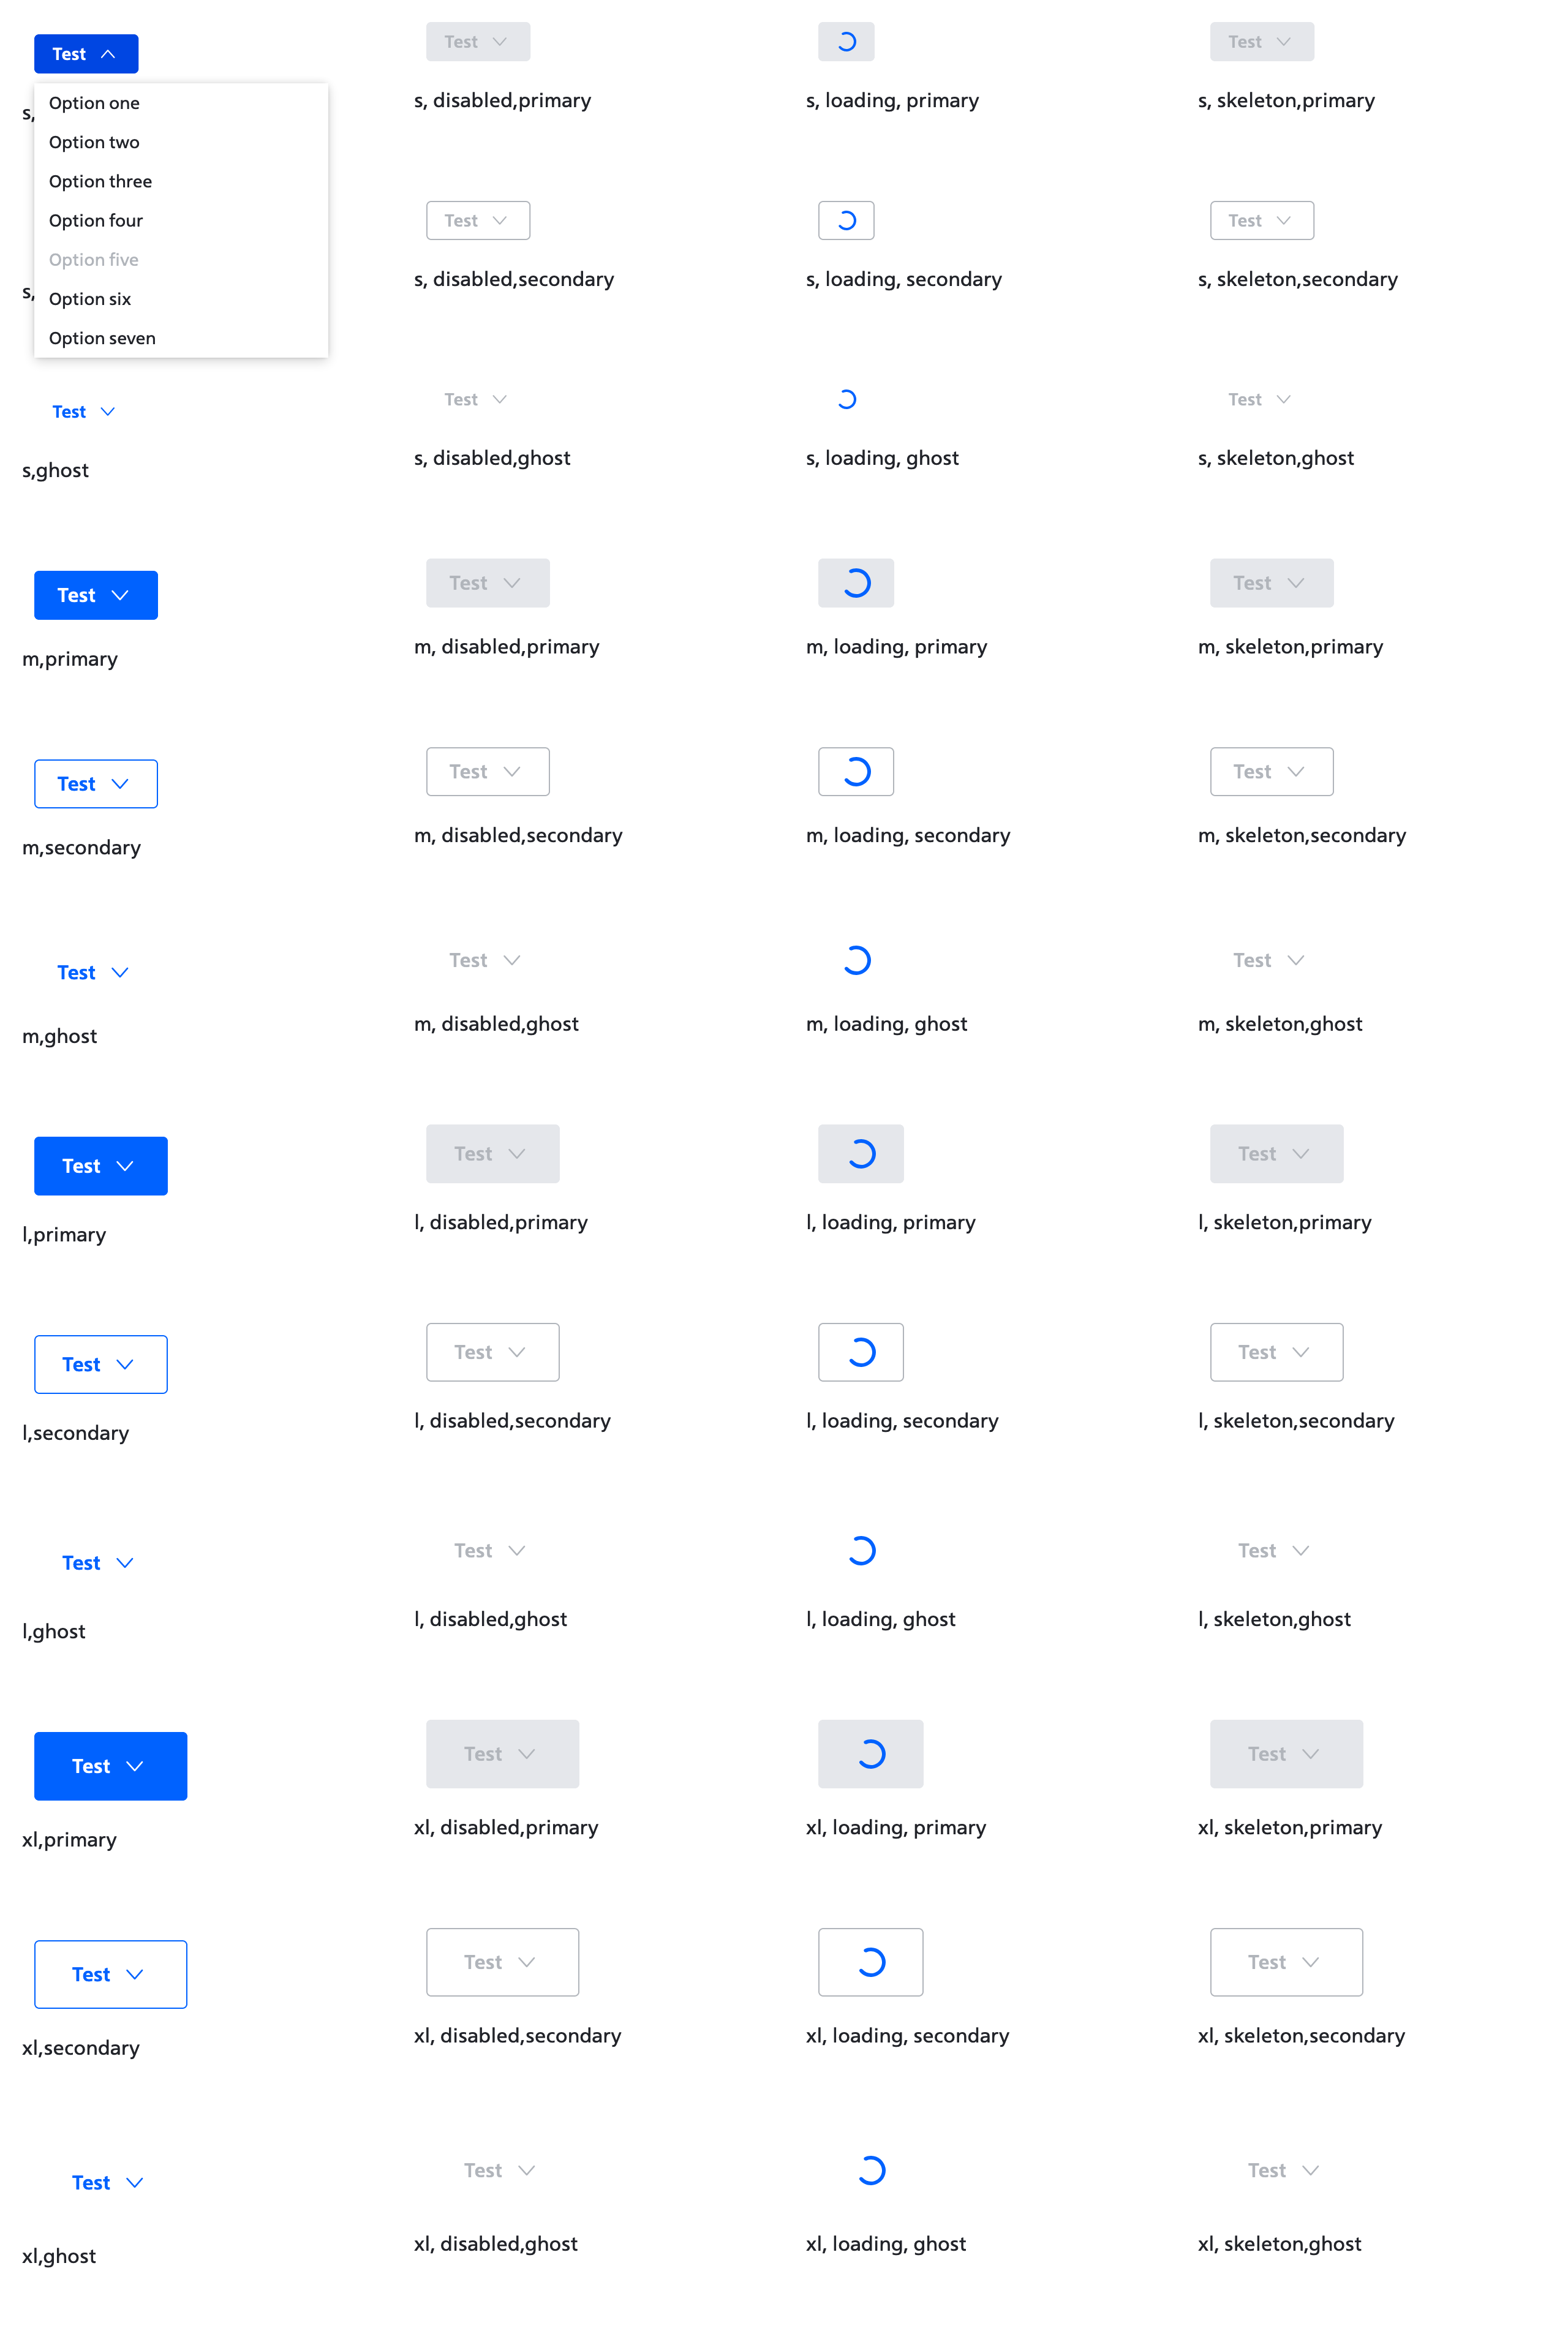 Test
Test
Test
s, disabled,primary
s, loading, primary
s, skeleton,primary
s,
Option one
Option two
Option three
Option four
Option five
Option six
Option seven
Test
Test
s, disabled,secondary
s, loading, secondary
s, skeleton,secondary
s,
Test
Test
Test
s,ghost
s, disabled,ghost
s, loading, ghost
s, skeleton,ghost
Test
Test
Test
m,primary
m, disabled,primary
m, loading, primary
m, skeleton,primary
Test
Test
Test
m,secondary
m, disabled,secondary
m, loading, secondary
m, skeleton,secondary
Test
Test
Test
m,ghost
m, disabled,ghost
m, loading, ghost
m, skeleton,ghost
Test
Test
Test
l,primary
l, disabled,primary
l, loading, primary
l, skeleton,primary
Test
Test
Test
l,secondary
l, disabled,secondary
l, loading, secondary
l, skeleton,secondary
Test
Test
Test
l,ghost
l, disabled,ghost
l, loading, ghost
l, skeleton,ghost
Test
Test
Test
xl,primary
xl, disabled,primary
xl, loading, primary
xl, skeleton,primary
Test
Test
Test
xl,secondary
xl, disabled,secondary
xl, loading, secondary
xl, skeleton,secondary
Test
Test
Test
xl,ghost
xl, disabled,ghost
xl, loading, ghost
xl, skeleton,ghost